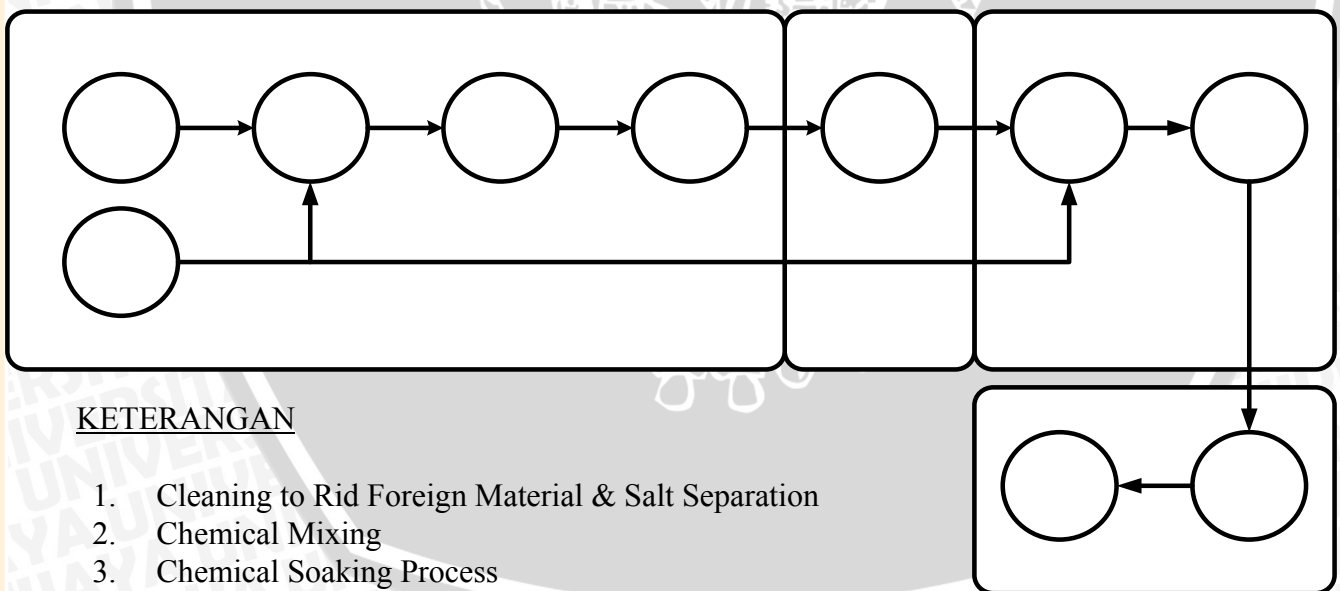 KETERANGAN
1. Cleaning to Rid Foreign Material & Salt Separation
2. Chemical Mixing
3. Chemical Soaking Process